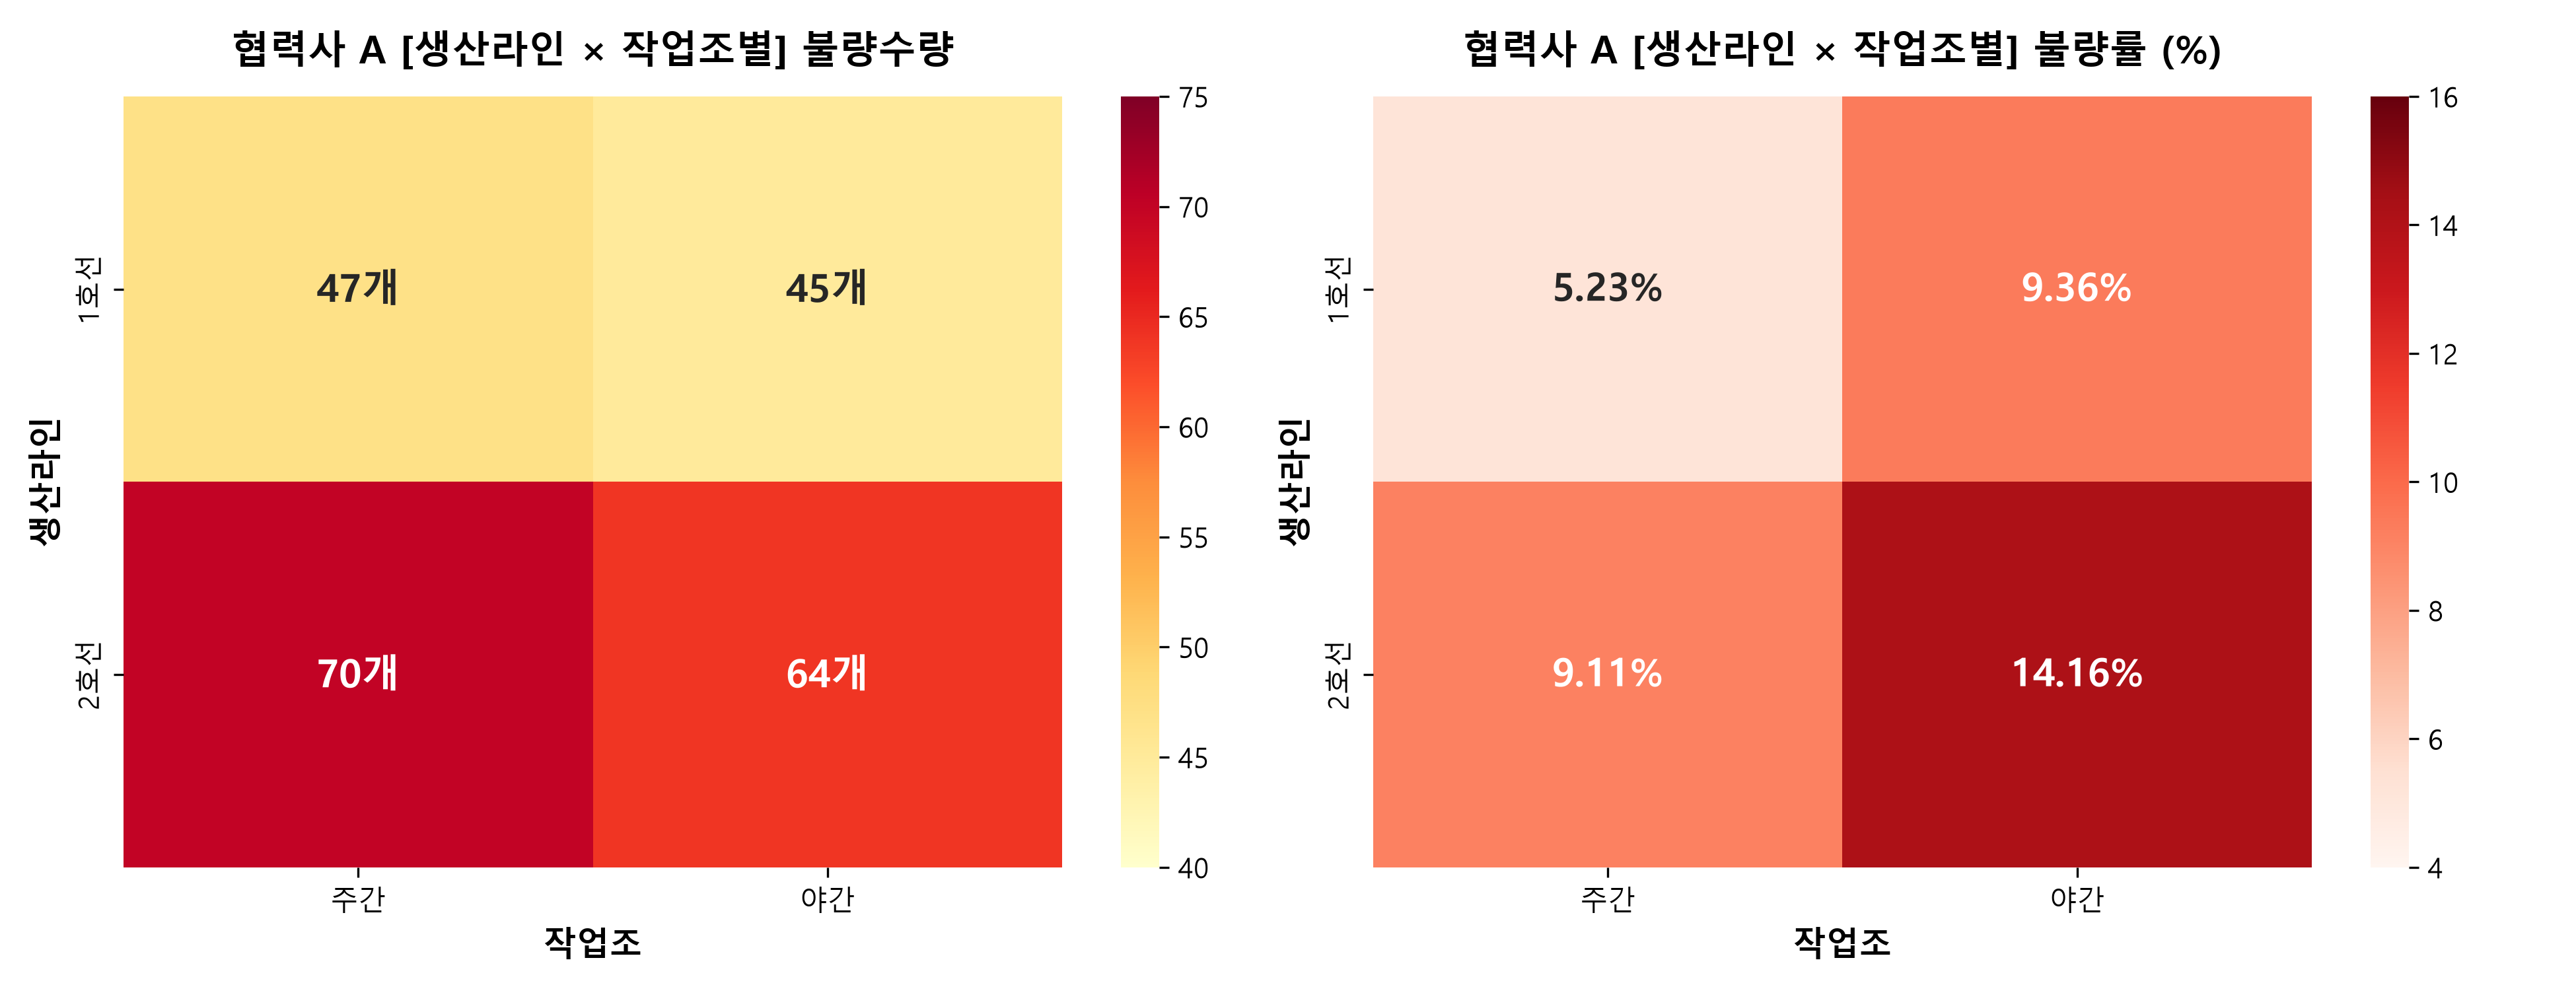 협력사 A [생산라인 × 작업조별] 불량수량
생산라인
1호선
2호선
47개
45개
70개
64개
주간
야간
작업조
75
70
65
60
55
50
45
40
협력사 A [생산라인 × 작업조별] 불량률 (%)
생산라인
1호선
2호선
5.23%
9.36%
9.11%
14.16%
주간
야간
작업조
16
14
12
10
8
6
4